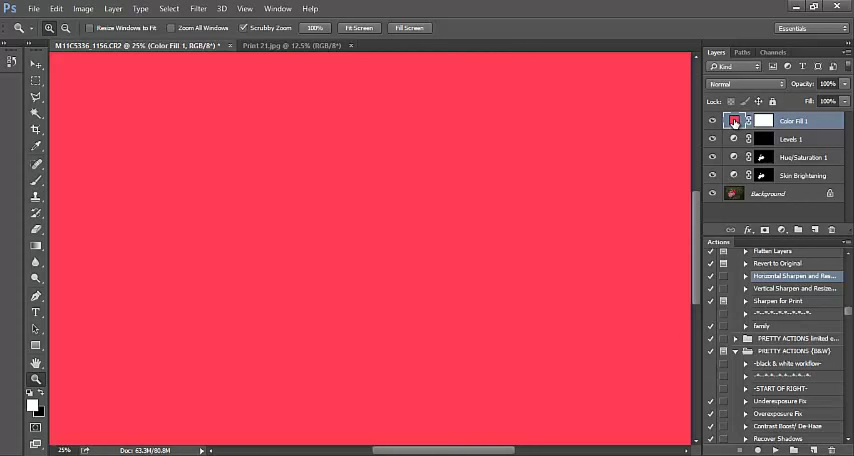 Ps File Edit Image Layer Type Select Filter 3D View Window Help
Resize Windows to Fit Zoom All Windows Scrubby Zoom 100% Fit Screen Fill Screen Essentials
M11C5336_1156.CR2 @ 25% (Color Fill 1, RGB/8*) * × Print 21.jpg @ 12.5% (RGB/8*) ×
Layers Paths Channels
Kind
Normal Opacity: 100%
Lock: Fill: 100%
Color Fill 1
Levels 1
Hue/Saturation 1
Skin Brightening
Background
Actions
Flatten Layers
Revert to Original
Horizontal Sharpen and Res...
Vertical Sharpen and Resize...
Sharpen for Print
-*--*--*--*--*--*--*-
family
PRETTY ACTIONS limited e...
PRETTY ACTIONS {B&W}
-black & white workflow-
-*--*--*--*--*--*--*-
-START OF RIGHT-
Underexposure Fix
Overexposure Fix
Contrast Boost/ De-Haze
Recover Shadows
25% Doc: 63.3M/80.8M